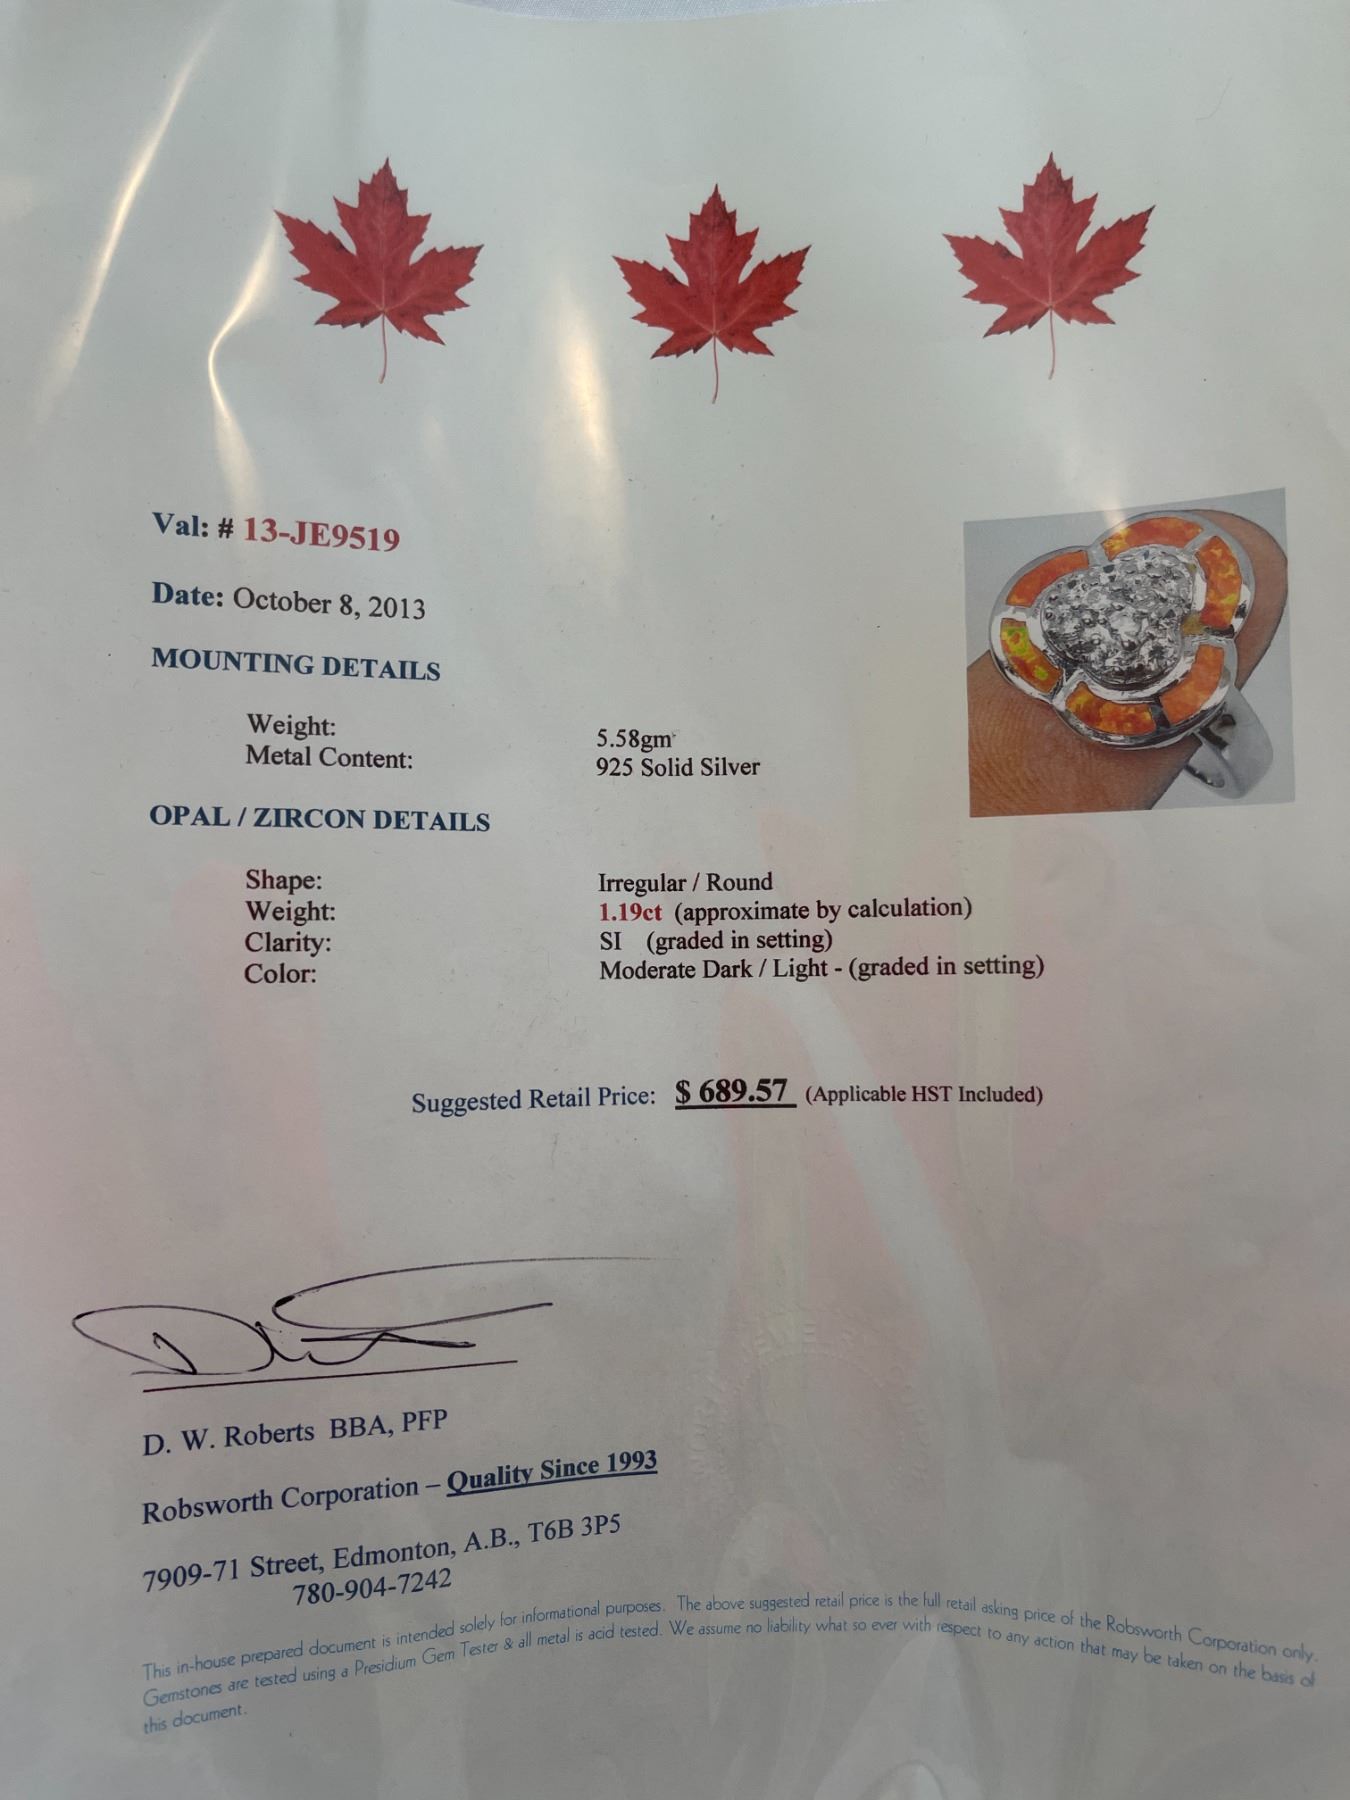 Val: # 13-JE9519
Date: October 8, 2013
MOUNTING DETAILS
Weight: 5.58gm
Metal Content: 925 Solid Silver
OPAL / ZIRCON DETAILS
Shape: Irregular / Round
Weight: 1.19ct (approximate by calculation)
Clarity: SI (graded in setting)
Color: Moderate Dark / Light - (graded in setting)
Suggested Retail Price: $ 689.57 (Applicable HST Included)
D. W. Roberts BBA, PFP
Robsworth Corporation – Quality Since 1993
7909-71 Street, Edmonton, A.B., T6B 3P5
780-904-7242
This in-house prepared document is intended solely for informational purposes. The above suggested retail price is the full retail asking price of the Robsworth Corporation only.
Gemstones are tested using a Presidium Gem Tester & all metal is acid tested. We assume no liability what so ever with respect to any action that may be taken on the basis of
this document.